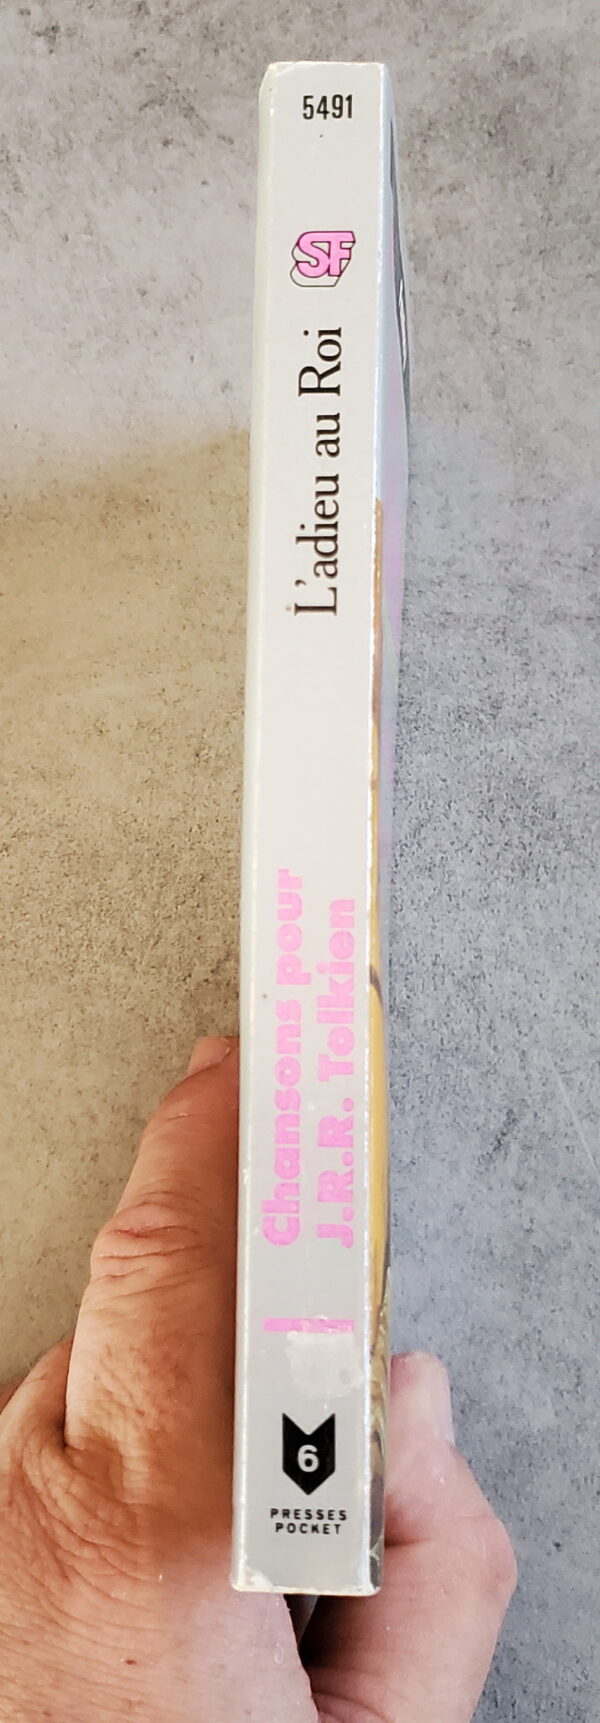 5491
SF
L'adieu au Roi
Chansons pour
J.R.R. Tolkien
6
PRESSES
POCKET